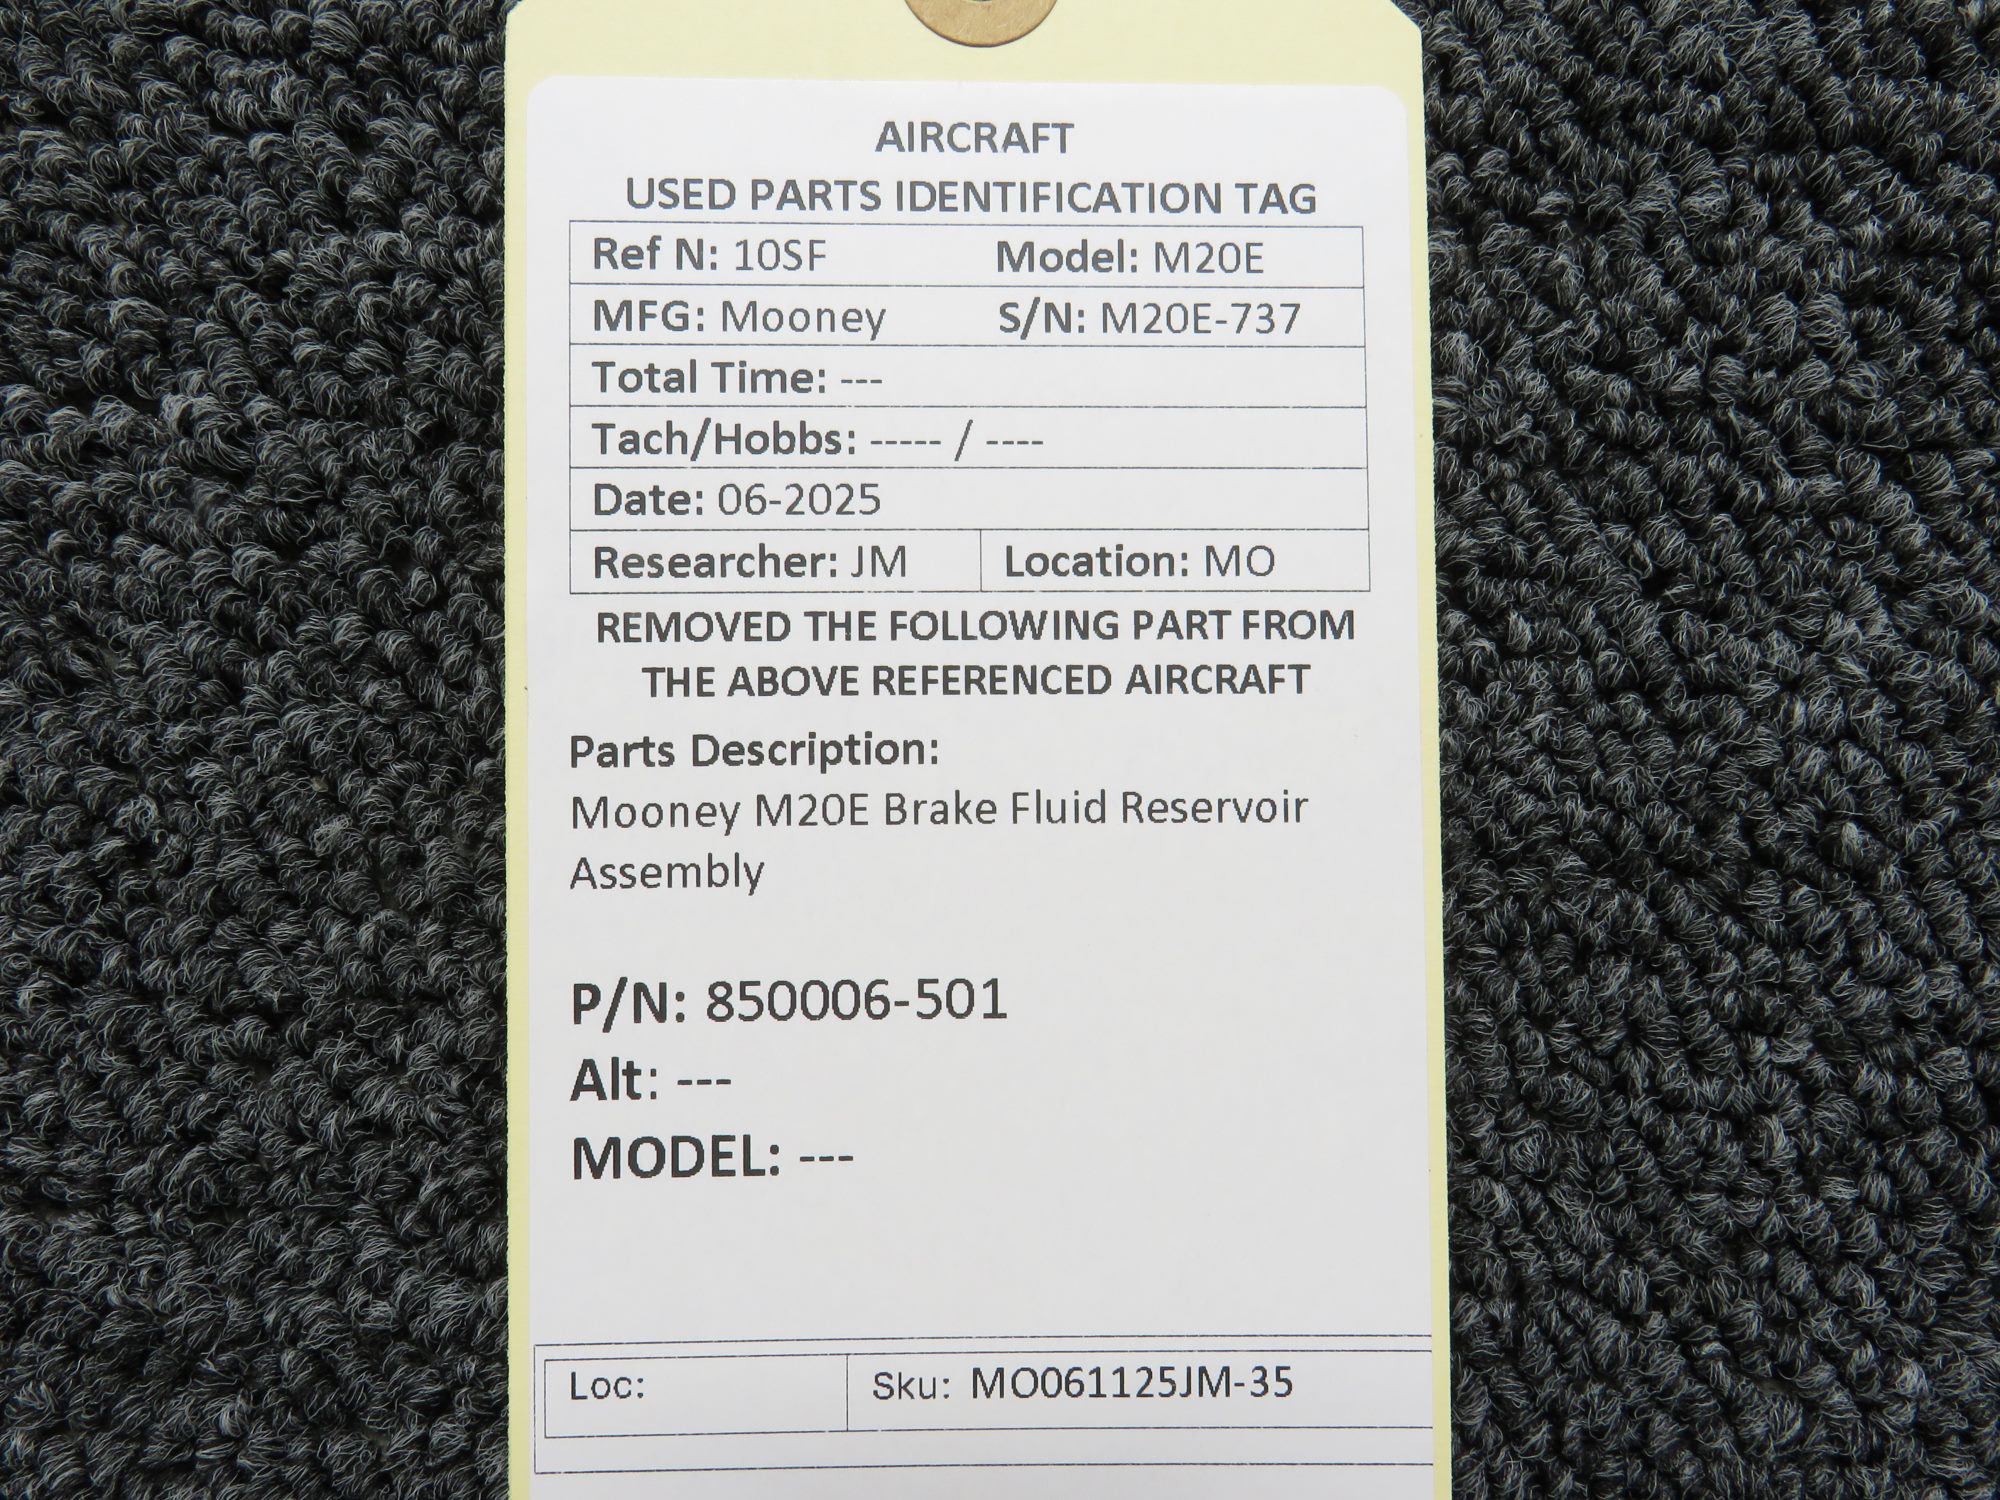 AIRCRAFT
USED PARTS IDENTIFICATION TAG
Ref N: 10SF Model: M20E
MFG: Mooney S/N: M20E-737
Total Time: ---
Tach/Hobbs: ----- / ----
Date: 06-2025
Researcher: JM Location: MO
REMOVED THE FOLLOWING PART FROM
THE ABOVE REFERENCED AIRCRAFT
Parts Description:
Mooney M20E Brake Fluid Reservoir
Assembly
P/N: 850006-501
Alt: ---
MODEL: ---
Loc: Sku: MO061125JM-35